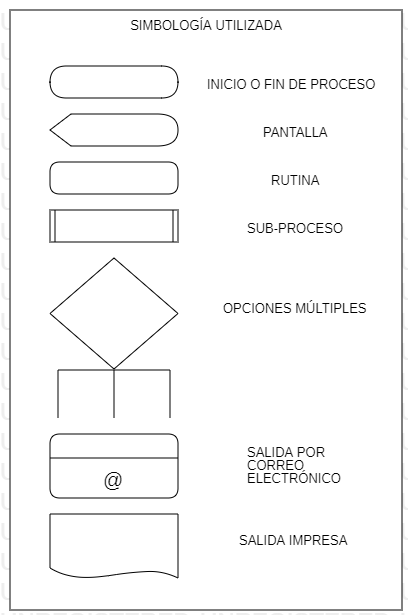 SIMBOLOGÍA UTILIZADA
INICIO O FIN DE PROCESO
PANTALLA
RUTINA
SUB-PROCESO
OPCIONES MÚLTIPLES
SALIDA POR
CORREO
ELECTRÓNICO
@
SALIDA IMPRESA